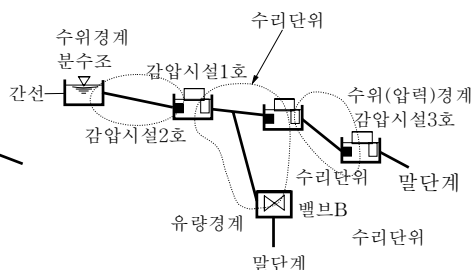 수리단위
수위경계
분수조
감압시설1호
간선
수위(압력)경계
감압시설3호
감압시설2호
수리단위
말단계
유량경계
밸브B
수리단위
말단계